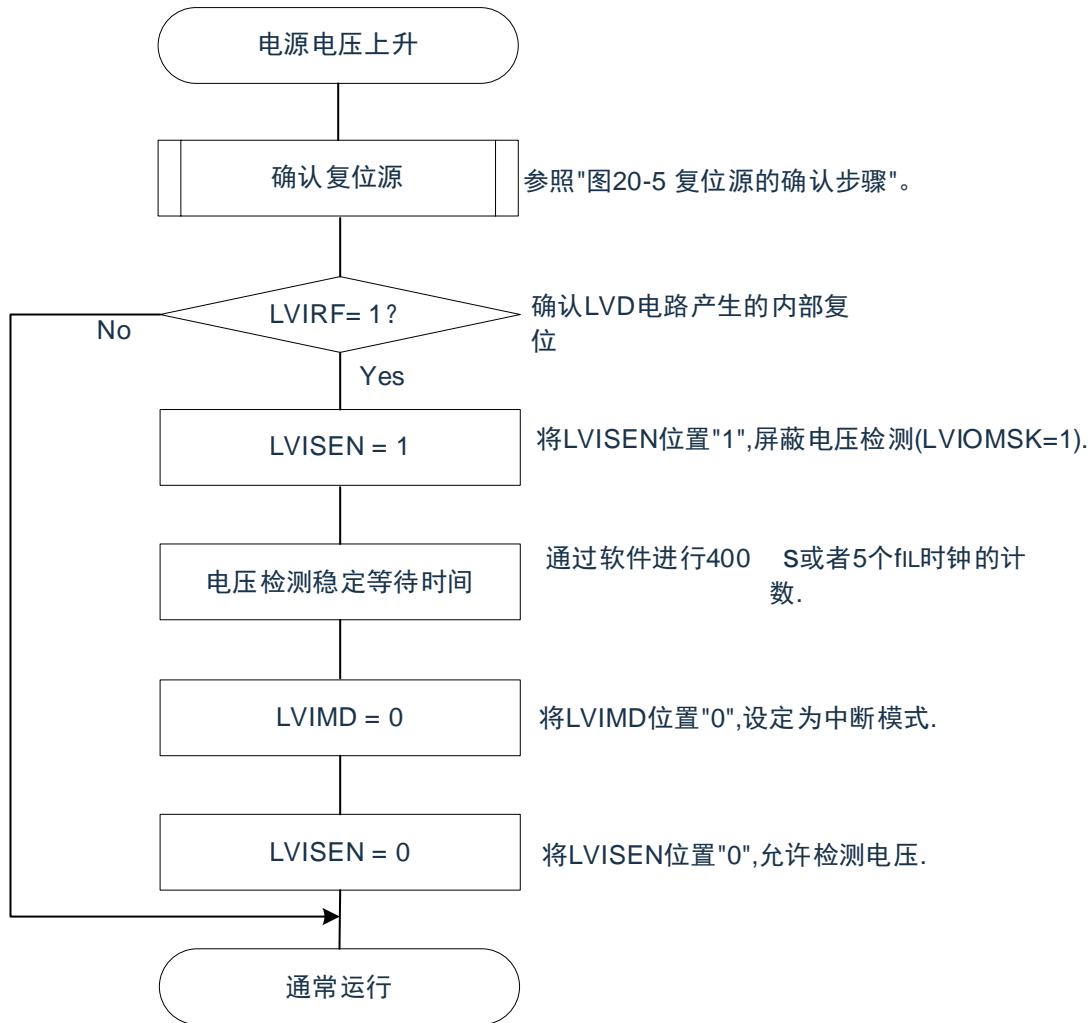 电源电压上升
确认复位源
参照"图20-5 复位源的确认步骤"。
LVIRF= 1?
确认LVD电路产生的内部复
位
No
Yes
LVISEN = 1
将LVISEN位置"1",屏蔽电压检测(LVIOMSK=1).
电压检测稳定等待时间
通过软件进行400 s或者5个fIL时钟的计
数.
LVIMD = 0
将LVIMD位置"0",设定为中断模式.
LVISEN = 0
将LVISEN位置"0",允许检测电压.
通常运行